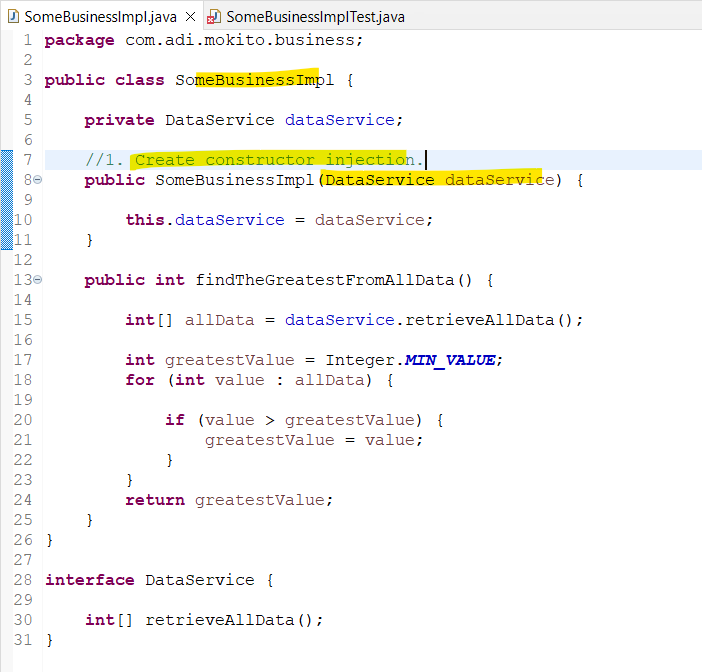 SomeBusinessImpl.java SomeBusinessImplTest.java
1 package com.adi.mokito.business;
2
3 public class SomeBusinessImpl {
4
5     private DataService dataService;
6
7     //1. Create constructor injection.
8     public SomeBusinessImpl(DataService dataService) {
9
10         this.dataService = dataService;
11     }
12
13     public int findTheGreatestFromAllData() {
14
15         int[] allData = dataService.retrieveAllData();
16
17         int greatestValue = Integer.MIN_VALUE;
18         for (int value : allData) {
19
20             if (value > greatestValue) {
21                 greatestValue = value;
22             }
23         }
24         return greatestValue;
25     }
26 }
27
28 interface DataService {
29
30     int[] retrieveAllData();
31 }